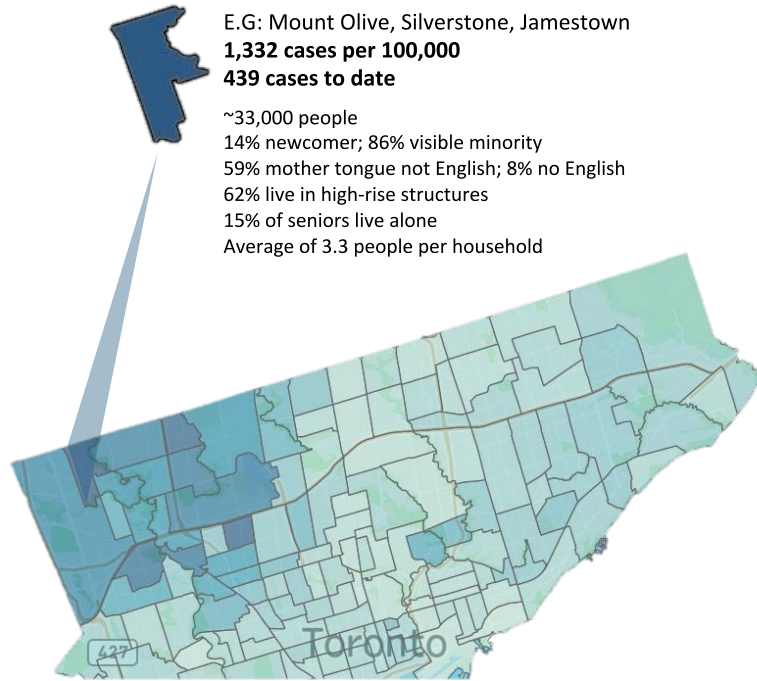 E.G: Mount Olive, Silverstone, Jamestown
1,332 cases per 100,000
439 cases to date
~33,000 people
14% newcomer; 86% visible minority
59% mother tongue not English; 8% no English
62% live in high-rise structures
15% of seniors live alone
Average of 3.3 people per household
Toronto
427